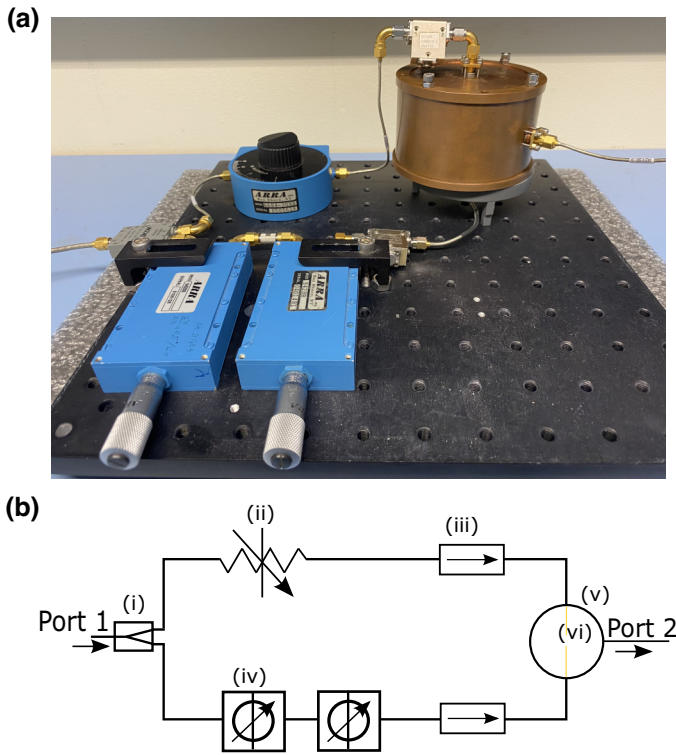 (a)
ARRA
ARRA
ARRA
(b)
(ii)
(iii)
(i)
(v)
Port 1
(vi)
Port 2
(iv)